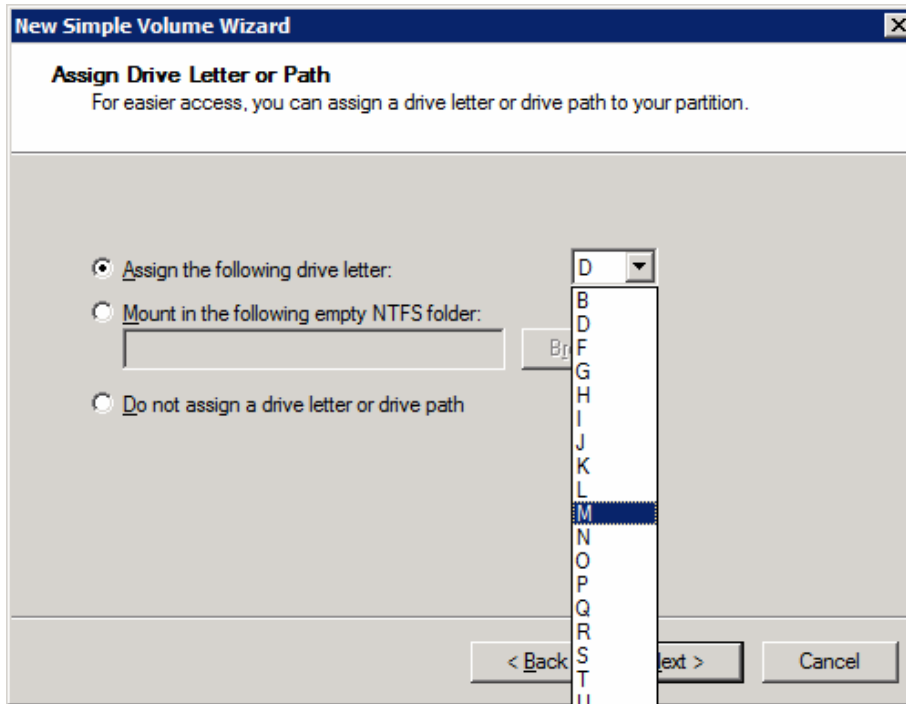 New Simple Volume Wizard
Assign Drive Letter or Path
For easier access, you can assign a drive letter or drive path to your partition.
Assign the following drive letter:
D
Mount in the following empty NTFS folder:
Do not assign a drive letter or drive path
B
D
F
G
H
I
J
K
L
M
N
O
P
Q
R
S
T
U
< Back
Cancel